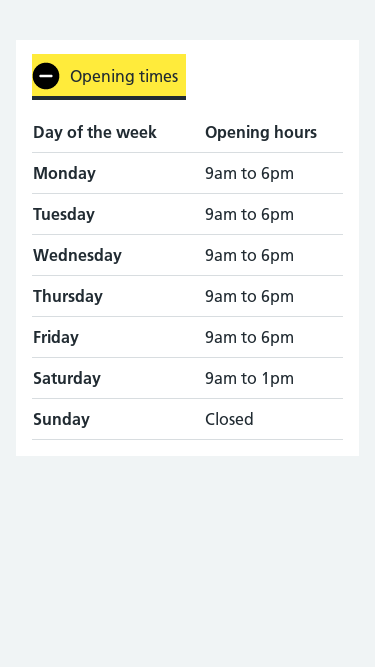 Opening times
Day of the week Opening hours
Monday 9am to 6pm
Tuesday 9am to 6pm
Wednesday 9am to 6pm
Thursday 9am to 6pm
Friday 9am to 6pm
Saturday 9am to 1pm
Sunday Closed